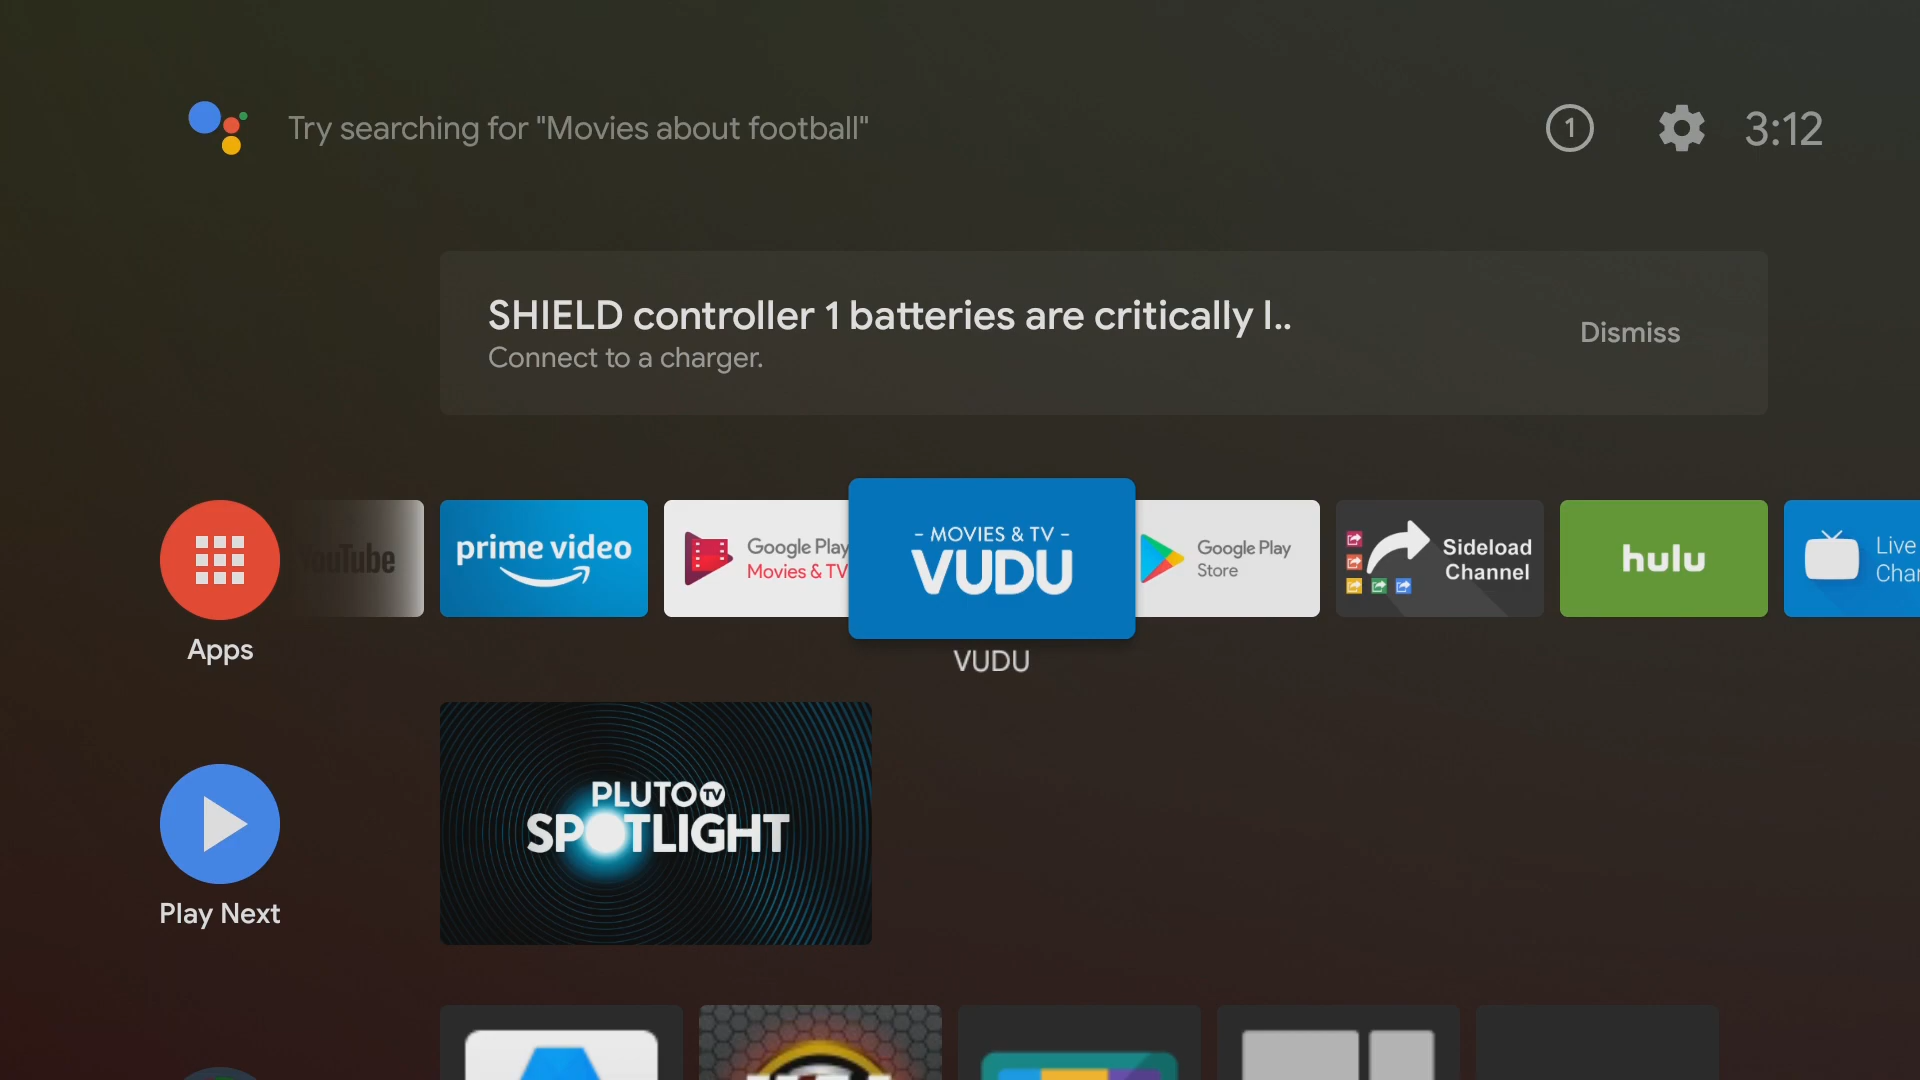 Try searching for "Movies about football"
1
3:12
SHIELD controller 1 batteries are critically l..
Connect to a charger.
Dismiss
YouTube
prime video
Google Play
Movies & TV
- MOVIES & TV -
VUDU
Google Play
Store
Sideload
Channel
hulu
Live
Chan
Apps
VUDU
PLUTO TV
SPOTLIGHT
Play Next